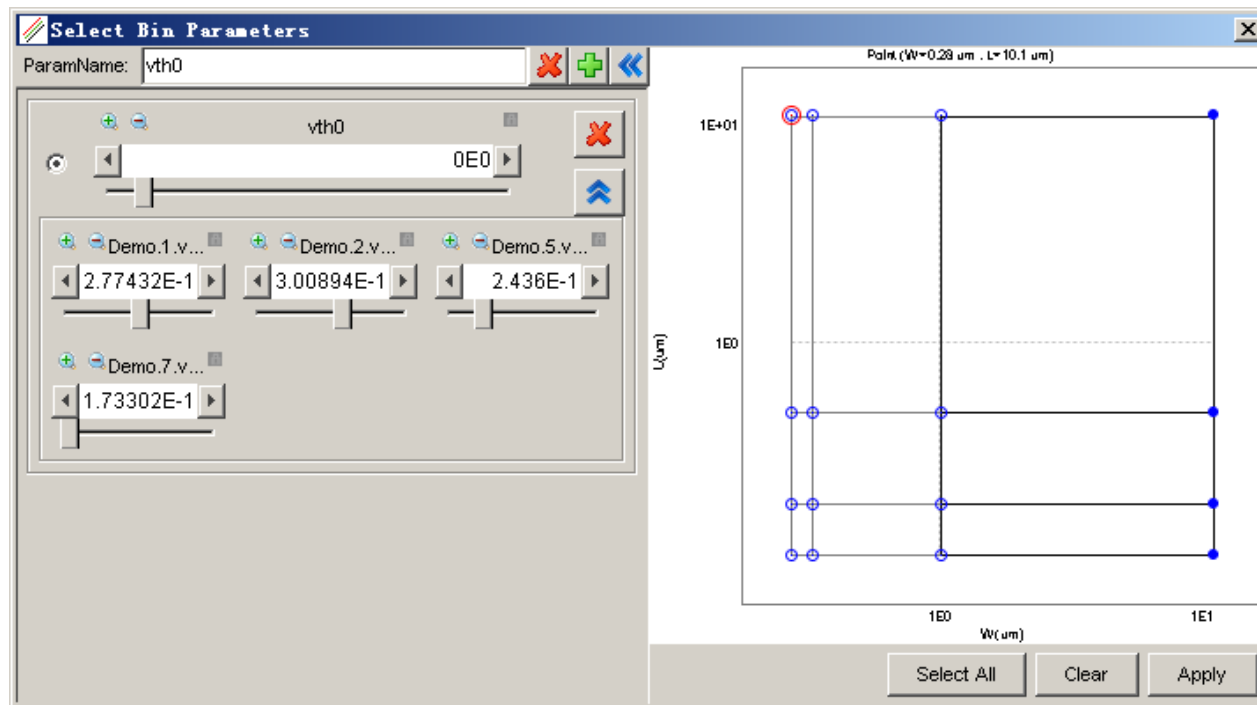 Select Bin Parameters
ParamName: vth0
vth0
0E0
Demo.1.v... Demo.2.v... Demo.5.v...
2.77432E-1 3.00894E-1 2.436E-1
Demo.7.v...
1.73302E-1
Point (W=0.28 um , L=10.1 um)
1E+01
1E0
L(um)
1E0 1E1
W(um)
Select All Clear Apply